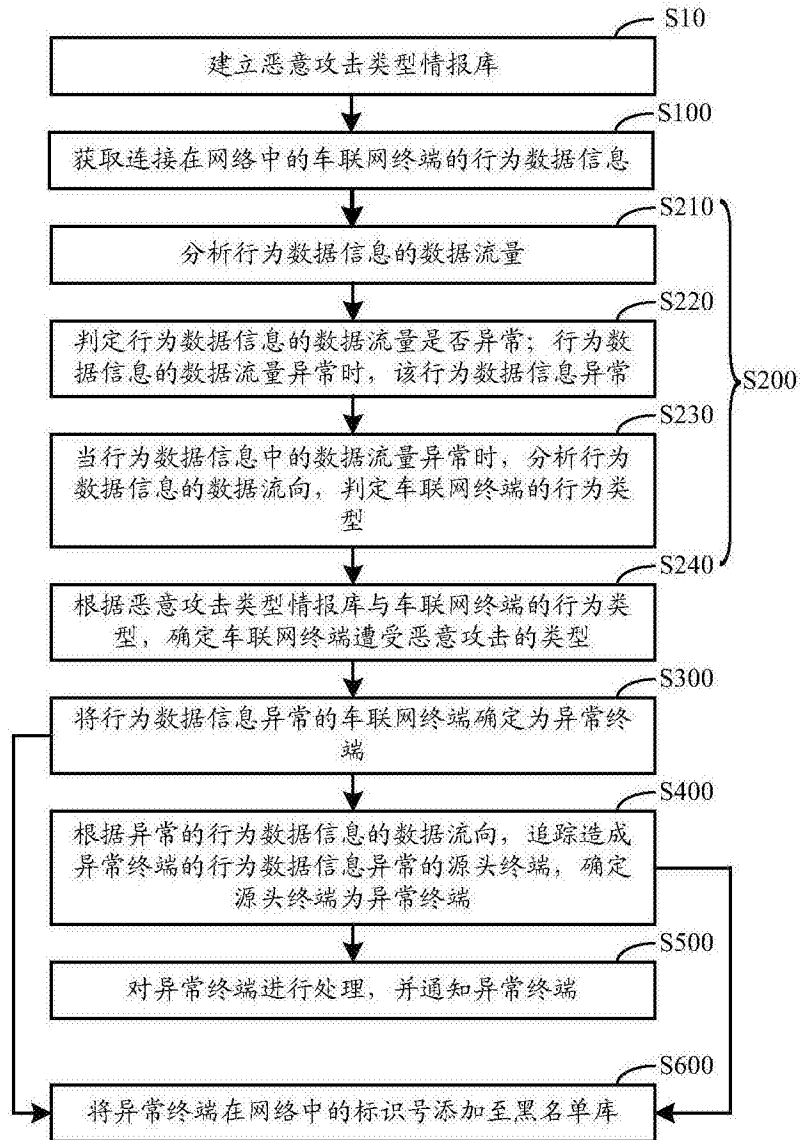 S10
建立恶意攻击类型情报库
S100
获取连接在网络中的车联网终端的行为数据信息
S210
分析行为数据信息的数据流量
S220
判定行为数据信息的数据流量是否异常；行为数
据信息的数据流量异常时，该行为数据信息异常
S200
S230
当行为数据信息中的数据流量异常时，分析行为
数据信息的数据流向，判定车联网终端的行为类
型
S240
根据恶意攻击类型情报库与车联网终端的行为类
型，确定车联网终端遭受恶意攻击的类型
S300
将行为数据信息异常的车联网终端确定为异常终
端
S400
根据异常的行为数据信息的数据流向，追踪造成
异常终端的行为数据信息异常的源头终端，确定
源头终端为异常终端
S500
对异常终端进行处理，并通知异常终端
S600
将异常终端在网络中的标识号添加至黑名单库